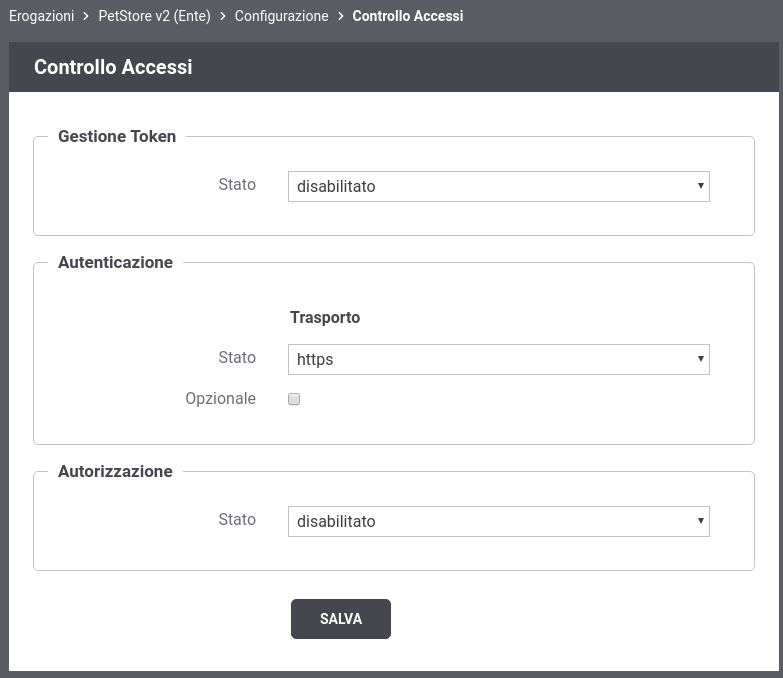 Erogazioni > PetStore v2 (Ente) > Configurazione > Controllo Accessi
Controllo Accessi
Gestione Token
Stato disabilitato
Autenticazione
Trasporto
Stato https
Opzionale
Autorizzazione
Stato disabilitato
SALVA